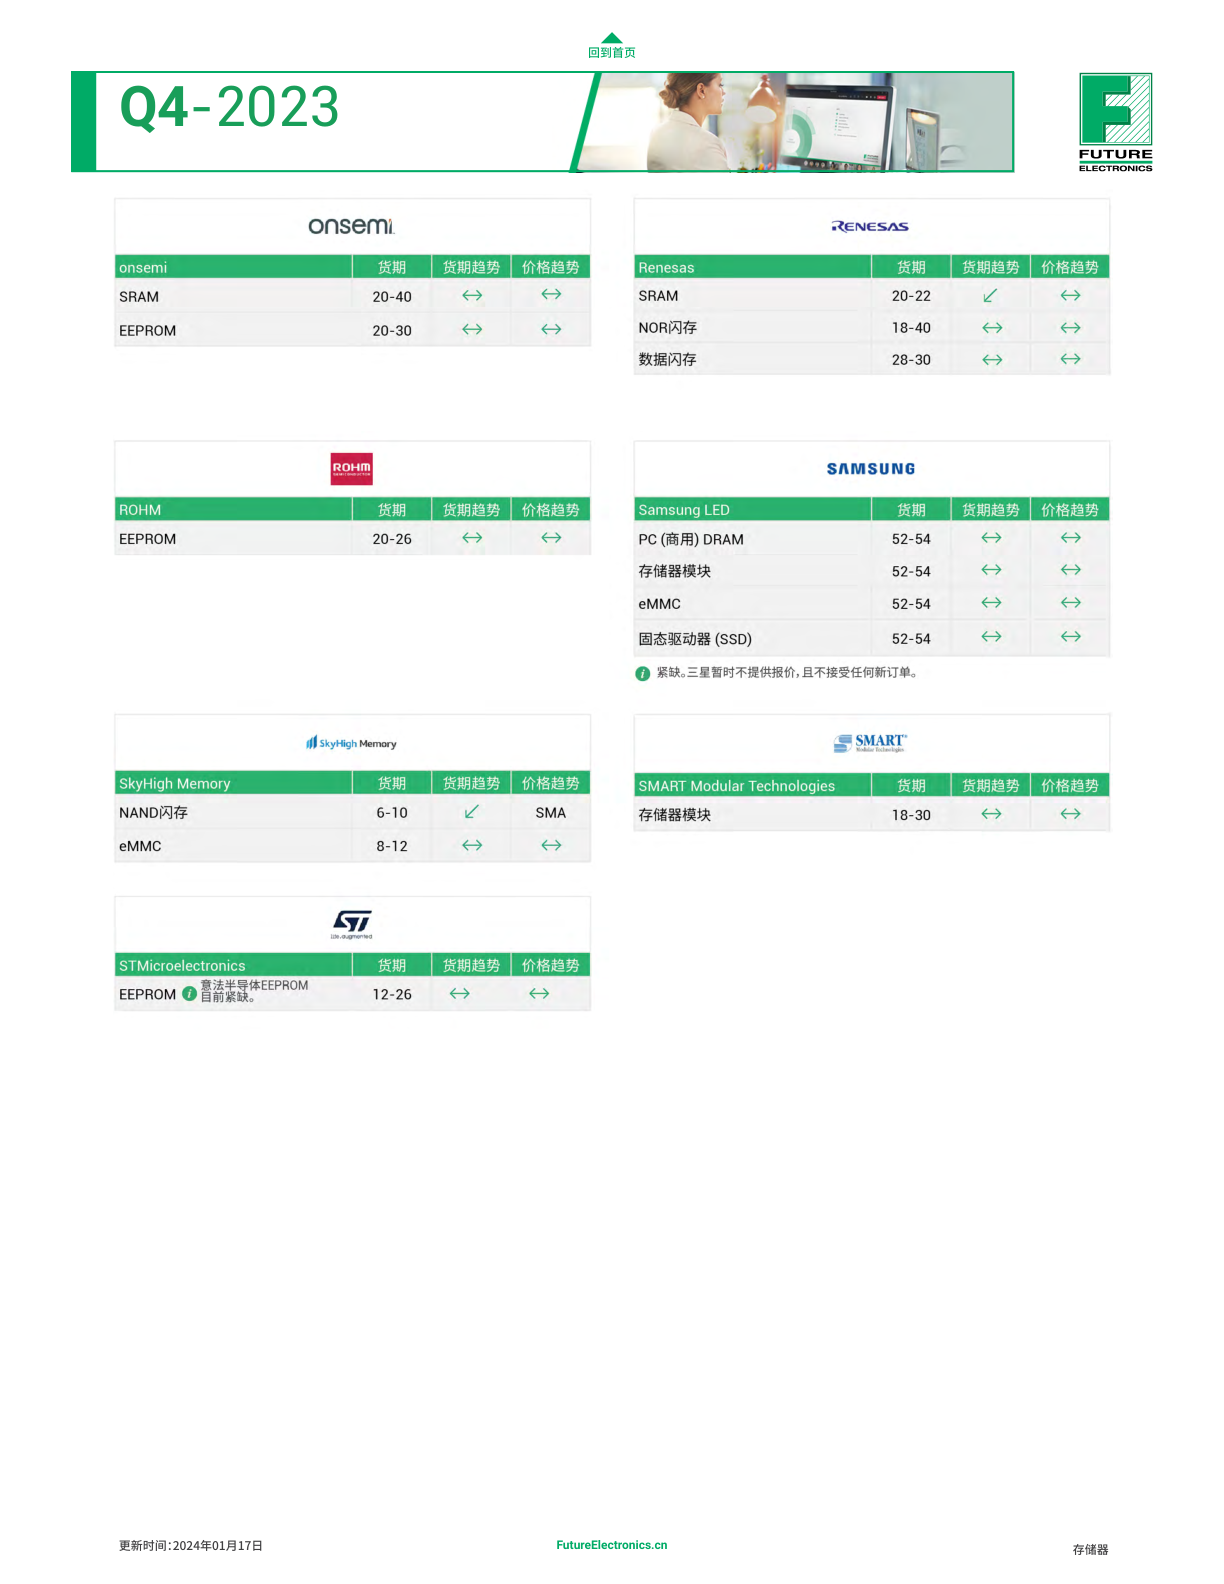 回到首页
Q4-2023
FUTURE
ELECTRONICS
onsemi
onsemi 货期 货期趋势 价格趋势
SRAM 20-40 ↔ ↔
EEPROM 20-30 ↔ ↔
RENESAS
Renesas 货期 货期趋势 价格趋势
SRAM 20-22 ↙ ↔
NOR闪存 18-40 ↔ ↔
数据闪存 28-30 ↔ ↔
ROHM
SEMICONDUCTOR
ROHM 货期 货期趋势 价格趋势
EEPROM 20-26 ↔ ↔
SAMSUNG
Samsung LED 货期 货期趋势 价格趋势
PC (商用) DRAM 52-54 ↔ ↔
存储器模块 52-54 ↔ ↔
eMMC 52-54 ↔ ↔
固态驱动器 (SSD) 52-54 ↔ ↔
i 紧缺。三星暂时不提供报价，且不接受任何新订单。
SkyHigh Memory
SkyHigh Memory 货期 货期趋势 价格趋势
NAND闪存 6-10 ↙ SMA
eMMC 8-12 ↔ ↔
SMART
Modular Technologies
SMART Modular Technologies 货期 货期趋势 价格趋势
存储器模块 18-30 ↔ ↔
ST
life.augmented
STMicroelectronics 货期 货期趋势 价格趋势
EEPROM i 意法半导体EEPROM
目前紧缺。 12-26 ↔ ↔
更新时间：2024年01月17日
FutureElectronics.cn
存储器